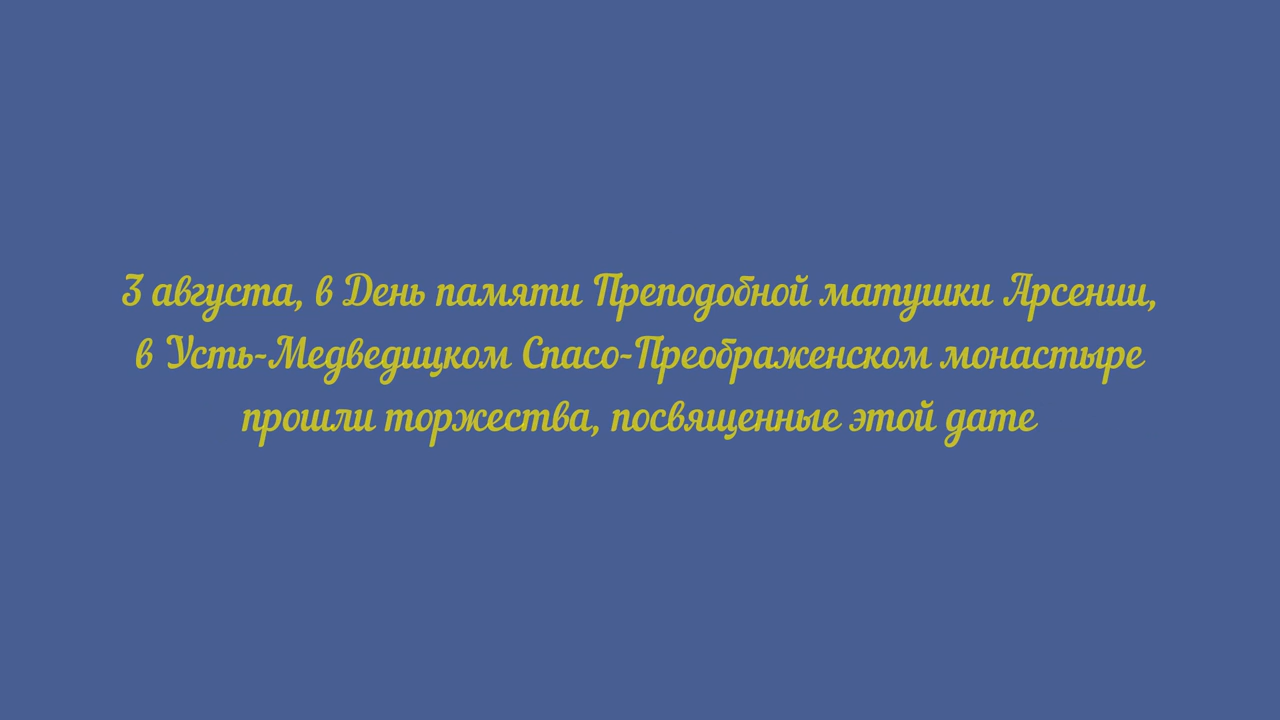 3 августа, в День памяти Преподобной матушки Арсении,
в Усть-Медведицком Спасо-Преображенском монастыре
прошли торжества, посвященные этой дате